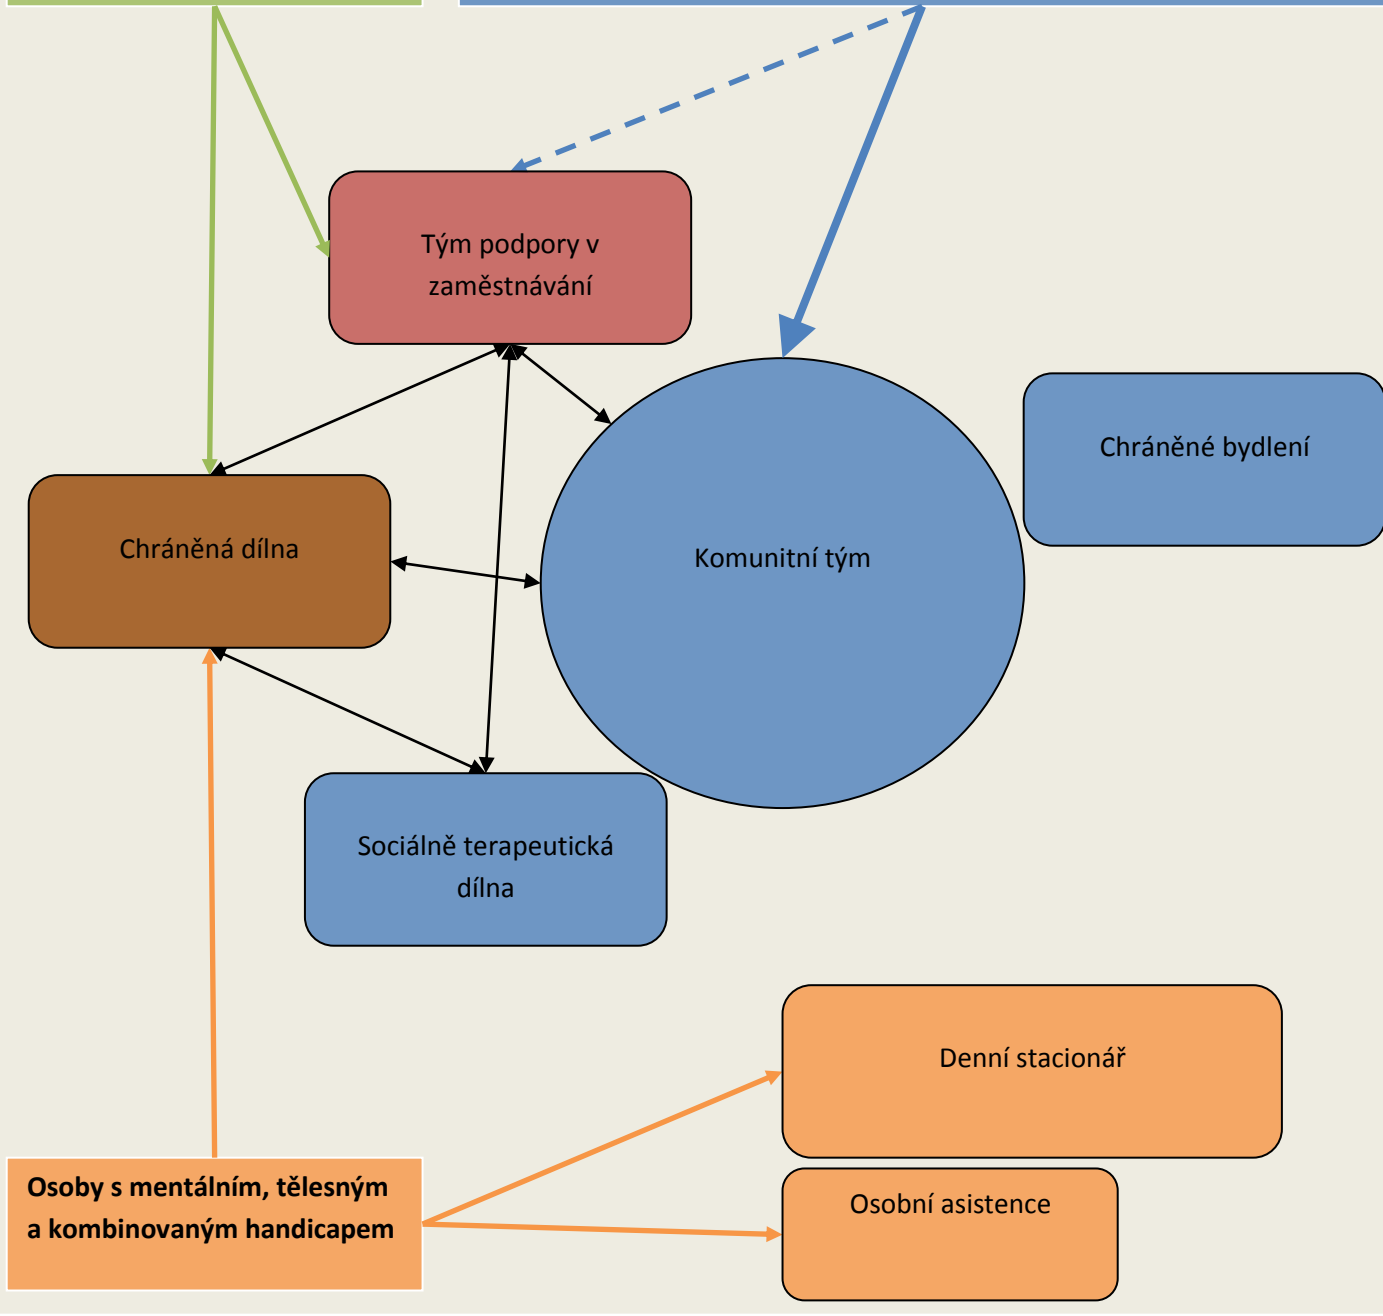 Tým podpory v
zaměstnávání
Chráněné bydlení
Chráněná dílna
Komunitní tým
Sociálně terapeutická
dílna
Denní stacionář
Osoby s mentálním, tělesným
a kombinovaným handicapem
Osobní asistence